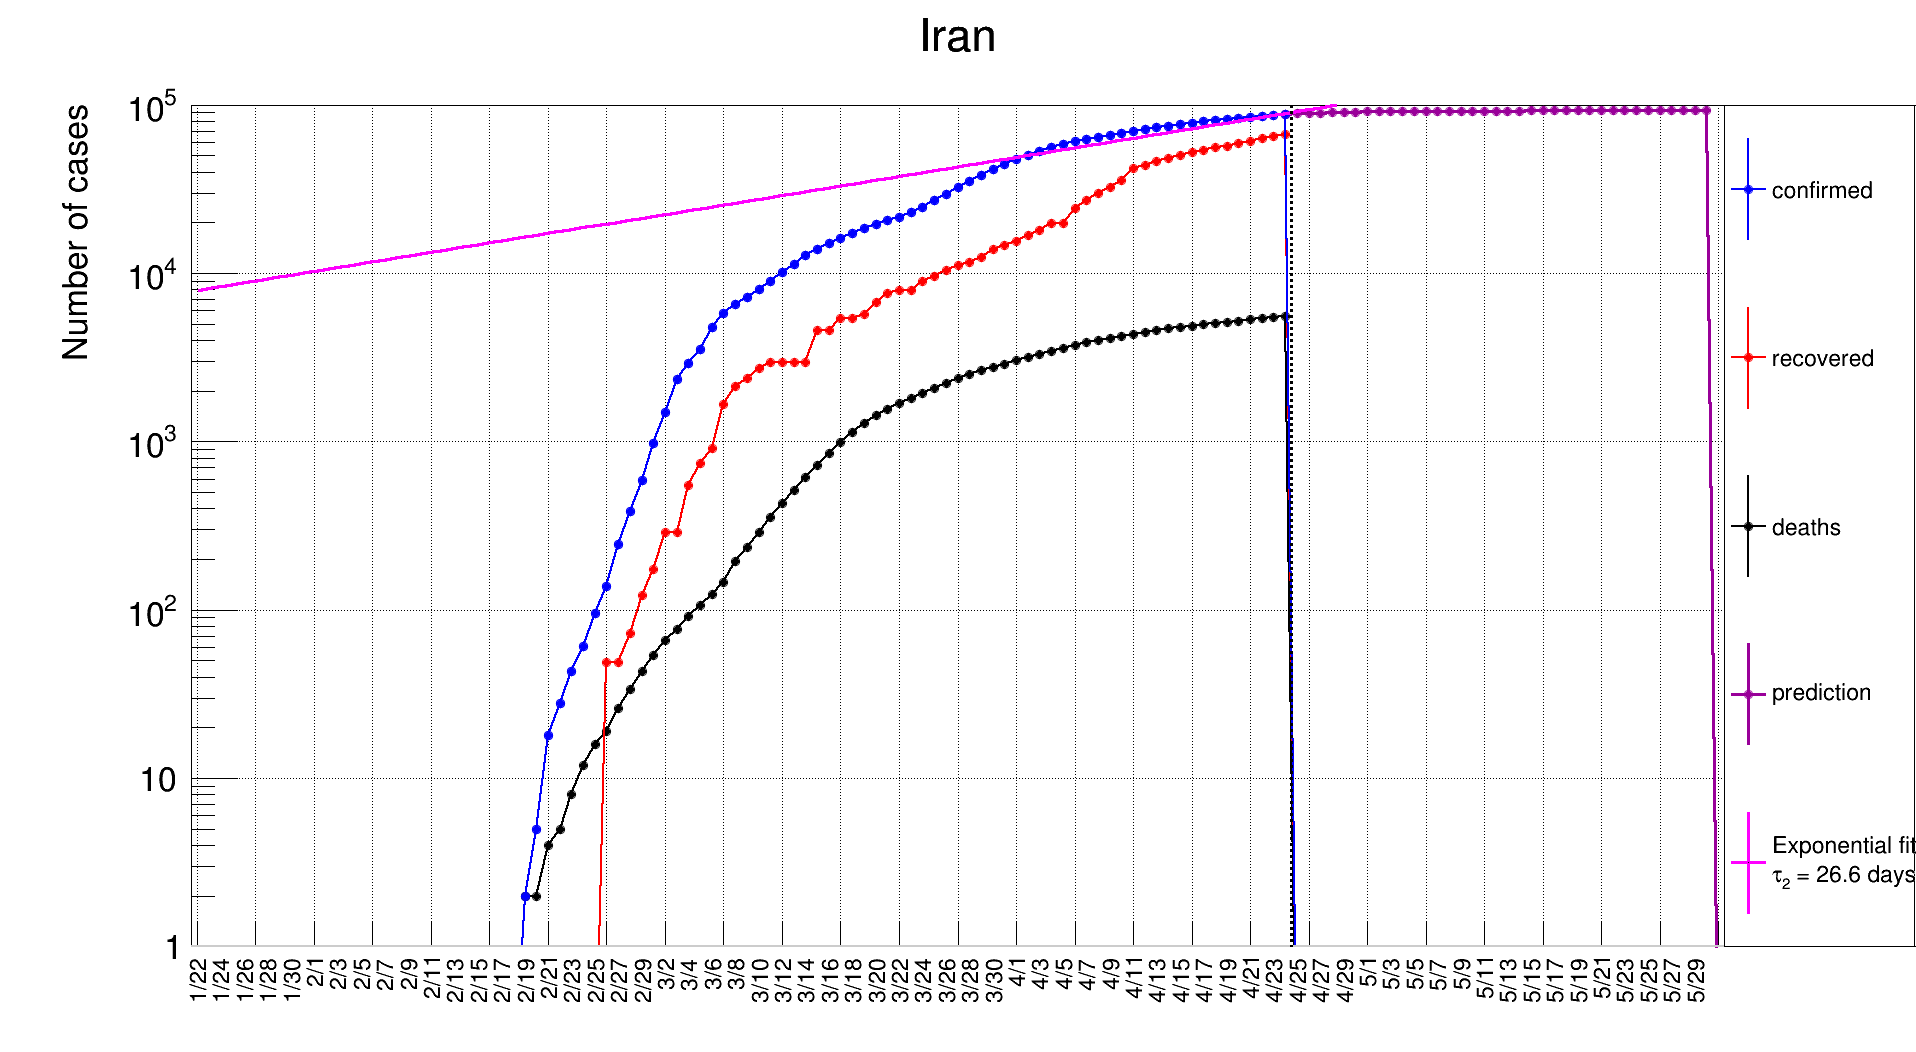 Iran
Number of cases
10^5
10^4
10^3
10^2
10
1
1/22 1/24 1/26 1/28 1/30 2/1 2/3 2/5 2/7 2/9 2/11 2/13 2/15 2/17 2/19 2/21 2/23 2/25 2/27 2/29 3/2 3/4 3/6 3/8 3/10 3/12 3/14 3/16 3/18 3/20 3/22 3/24 3/26 3/28 3/30 4/1 4/3 4/5 4/7 4/9 4/11 4/13 4/15 4/17 4/19 4/21 4/23 4/25 4/27 4/29 5/1 5/3 5/5 5/7 5/9 5/11 5/13 5/15 5/17 5/19 5/21 5/23 5/25 5/27 5/29
confirmed
recovered
deaths
prediction
Exponential fit
τ₂ = 26.6 days